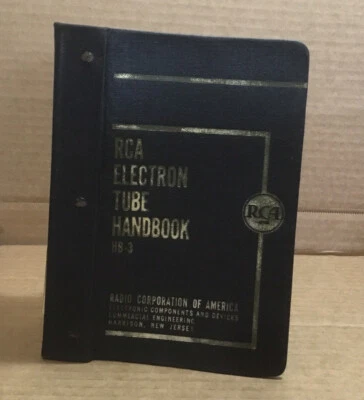 RCA
ELECTRON
TUBE
HANDBOOK
HB-3
RCA
RADIO CORPORATION OF AMERICA
ELECTRONIC COMPONENTS AND DEVICES
COMMERCIAL ENGINEERING
HARRISON, NEW JERSEY